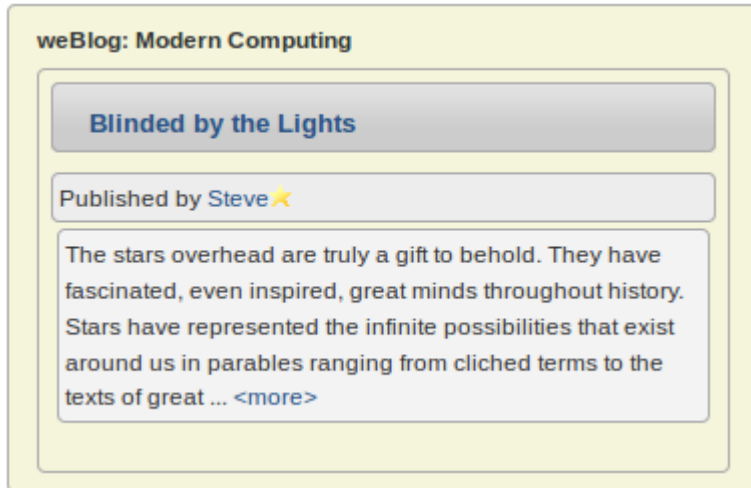 weBlog: Modern Computing
Blinded by the Lights
Published by Steve
The stars overhead are truly a gift to behold. They have
fascinated, even inspired, great minds throughout history.
Stars have represented the infinite possibilities that exist
around us in parables ranging from cliched terms to the
texts of great ... <more>